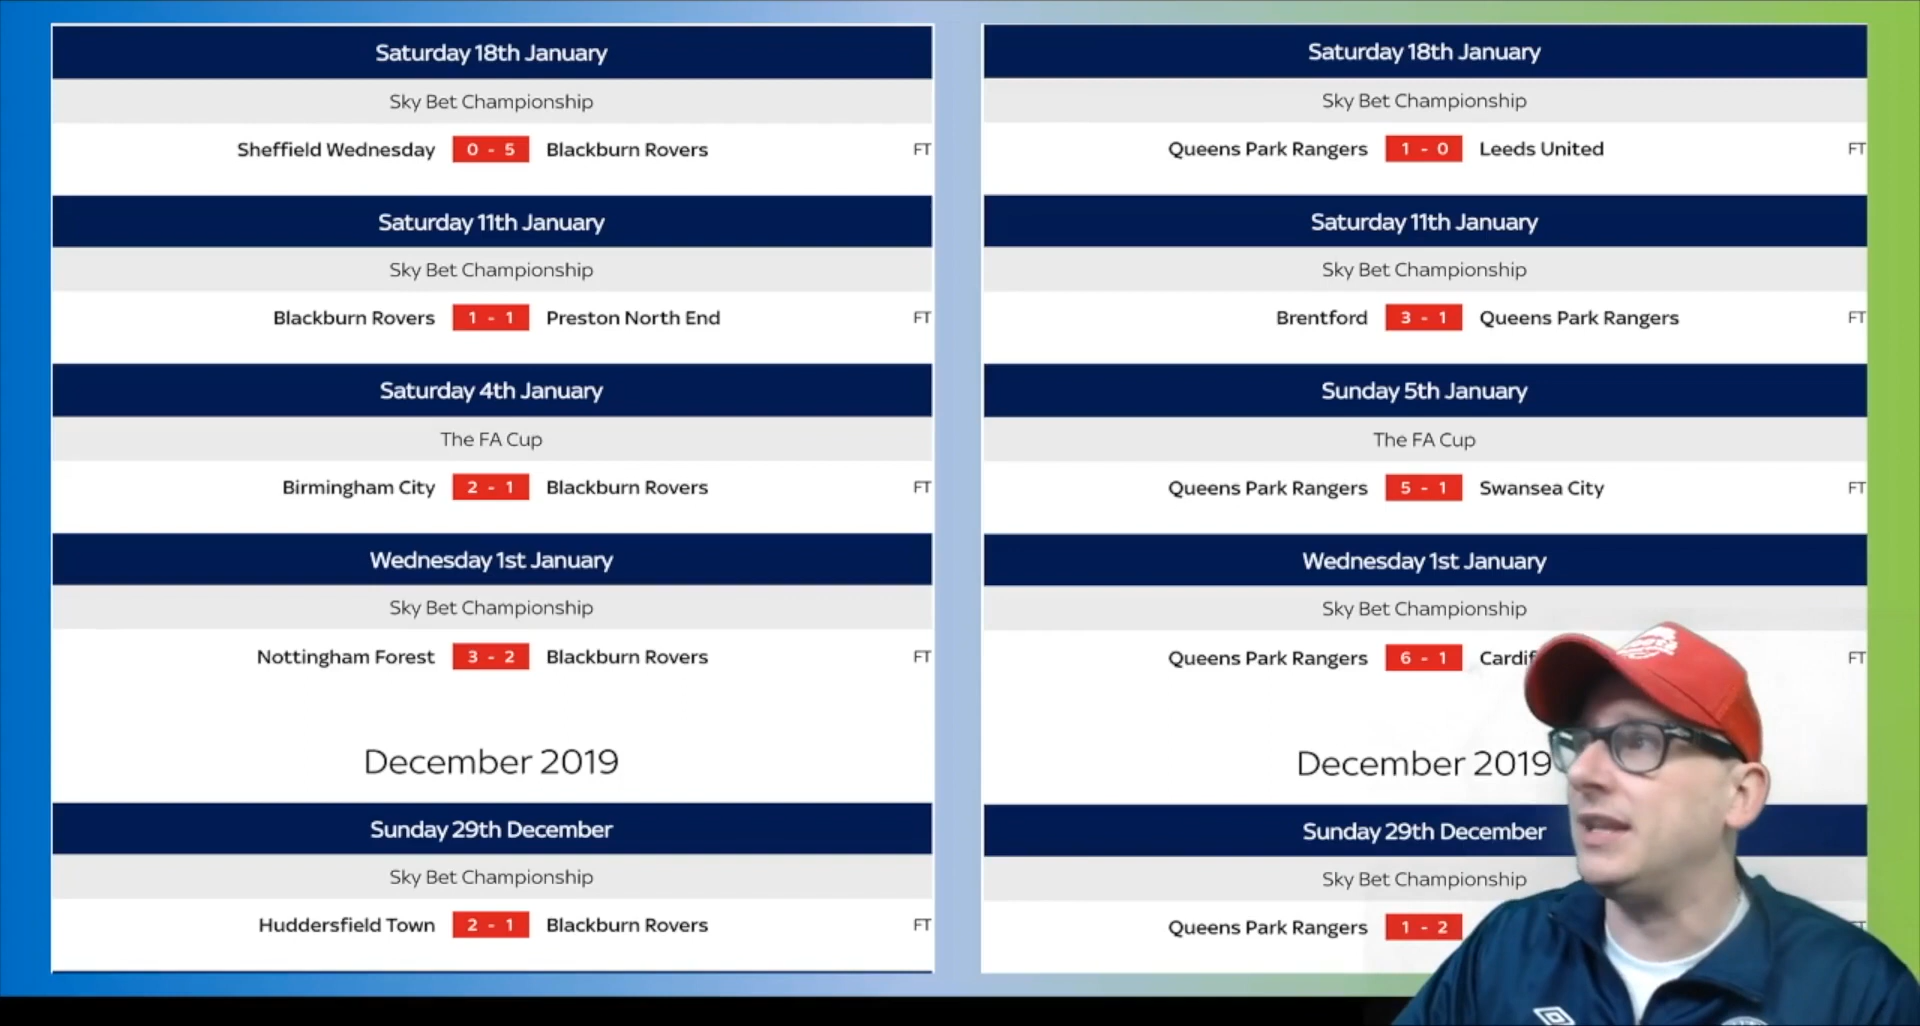 Saturday 18th January
Sky Bet Championship
Sheffield Wednesday 0 - 5 Blackburn Rovers FT
Saturday 11th January
Sky Bet Championship
Blackburn Rovers 1 - 1 Preston North End FT
Saturday 4th January
The FA Cup
Birmingham City 2 - 1 Blackburn Rovers FT
Wednesday 1st January
Sky Bet Championship
Nottingham Forest 3 - 2 Blackburn Rovers FT
December 2019
Sunday 29th December
Sky Bet Championship
Huddersfield Town 2 - 1 Blackburn Rovers FT
Saturday 18th January
Sky Bet Championship
Queens Park Rangers 1 - 0 Leeds United FT
Saturday 11th January
Sky Bet Championship
Brentford 3 - 1 Queens Park Rangers FT
Sunday 5th January
The FA Cup
Queens Park Rangers 5 - 1 Swansea City FT
Wednesday 1st January
Sky Bet Championship
Queens Park Rangers 6 - 1 FT
December 2019
Sunday 29th December
Sky Bet Championship
Queens Park Rangers 1 - 2